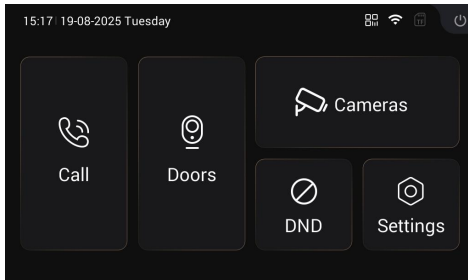 15:17 19-08-2025 Tuesday
Call
Doors
Cameras
DND
Settings